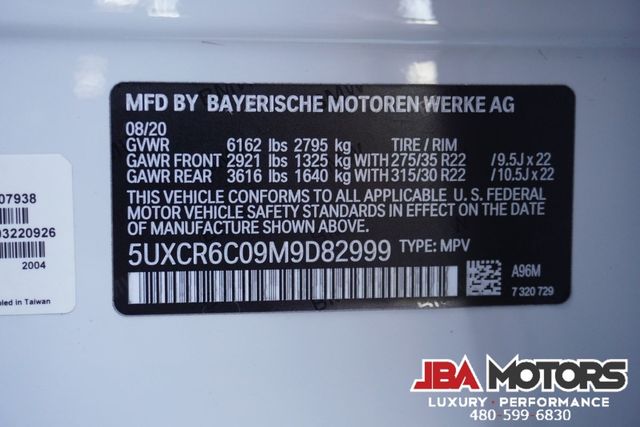 MFD BY BAYERISCHE MOTOREN WERKE AG
08/20
GVWR 6162 lbs 2795 kg TIRE / RIM
GAWR FRONT 2921 lbs 1325 kg WITH 275/35 R22 / 9.5J x 22
GAWR REAR 3616 lbs 1640 kg WITH 315/30 R22 / 10.5J x 22
THIS VEHICLE CONFORMS TO ALL APPLICABLE U. S. FEDERAL
MOTOR VEHICLE SAFETY STANDARDS IN EFFECT ON THE DATE
OF MANUFACTURE SHOWN ABOVE.
5UXCR6C09M9D82999 TYPE: MPV
A96M
7 320 729
07938
03220926
2004
led in Taiwan
JBA MOTORS
LUXURY · PERFORMANCE
480-599-6830